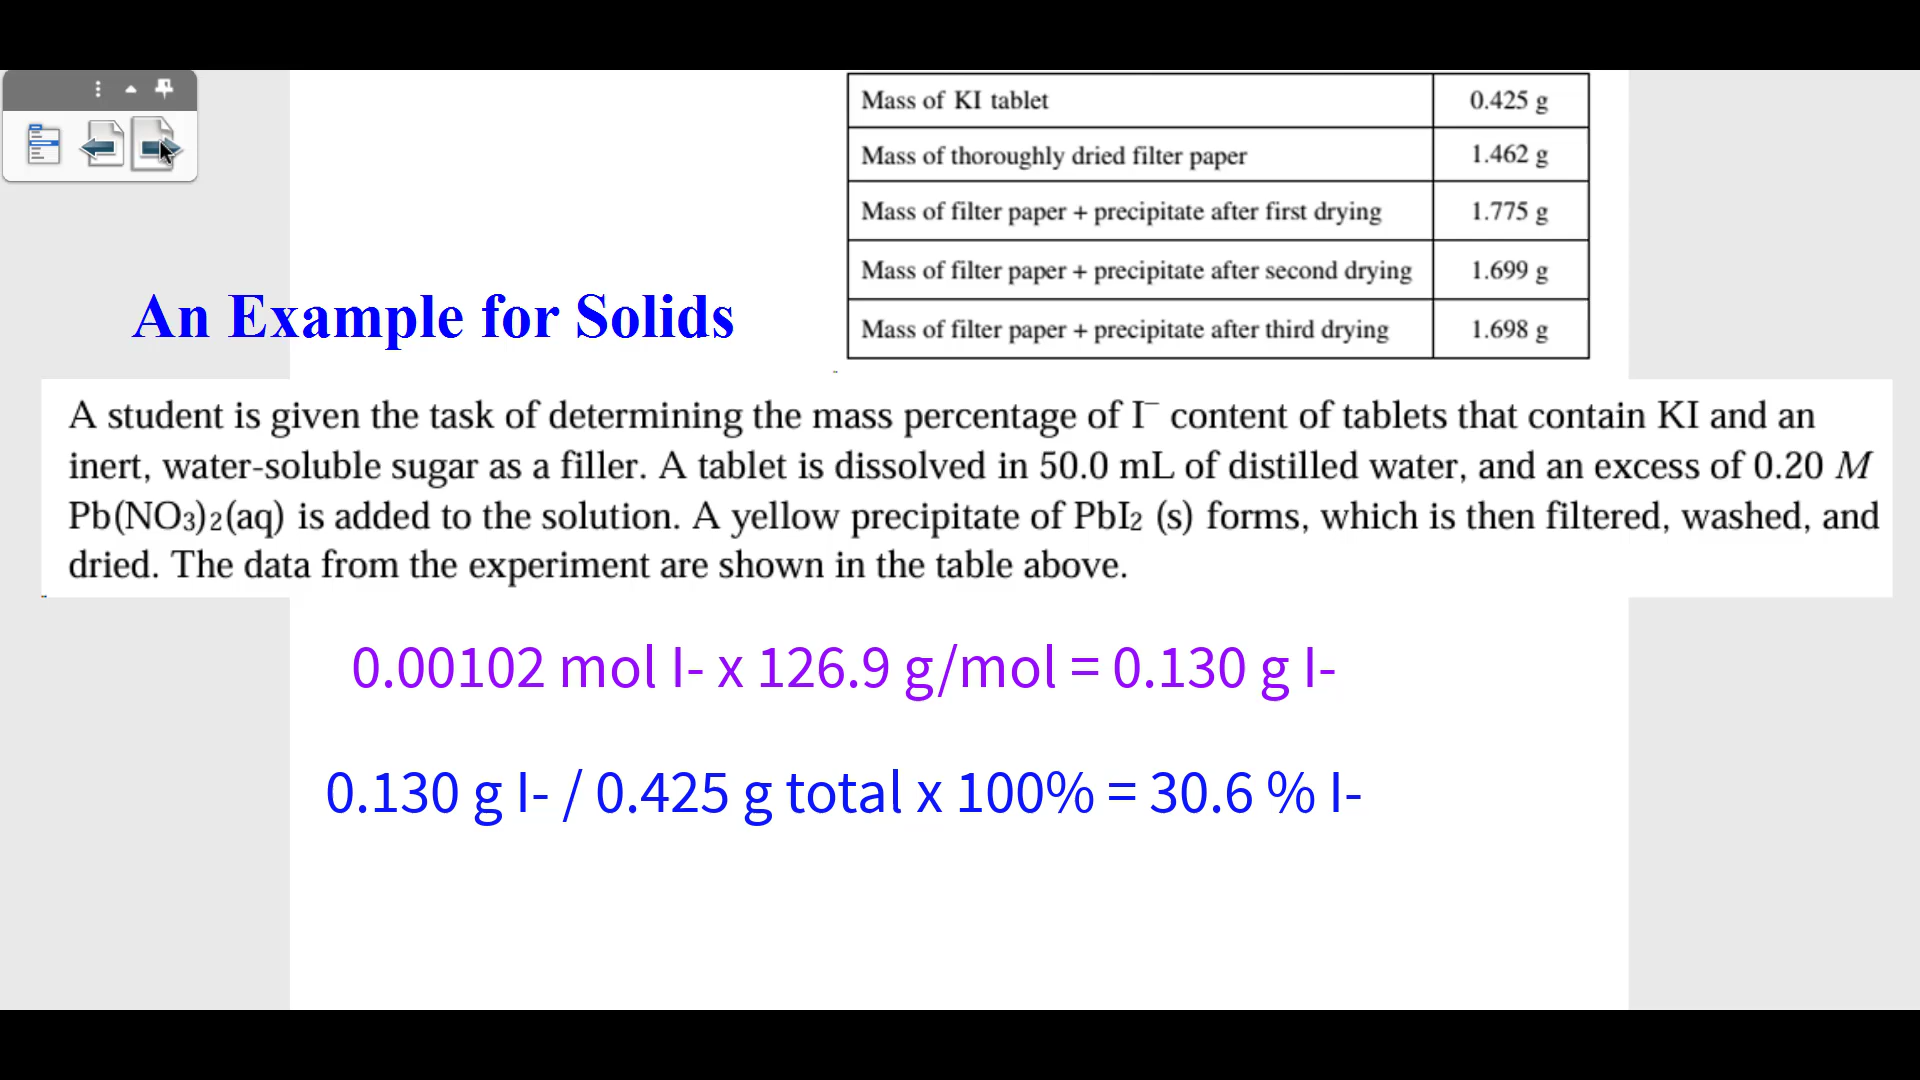 Mass of KI tablet 0.425 g
Mass of thoroughly dried filter paper 1.462 g
Mass of filter paper + precipitate after first drying 1.775 g
Mass of filter paper + precipitate after second drying 1.699 g
Mass of filter paper + precipitate after third drying 1.698 g
An Example for Solids
A student is given the task of determining the mass percentage of I⁻ content of tablets that contain KI and an
inert, water-soluble sugar as a filler. A tablet is dissolved in 50.0 mL of distilled water, and an excess of 0.20 M
Pb(NO₃)₂(aq) is added to the solution. A yellow precipitate of PbI₂ (s) forms, which is then filtered, washed, and
dried. The data from the experiment are shown in the table above.
0.00102 mol I- x 126.9 g/mol = 0.130 g I-
0.130 g I- / 0.425 g total x 100% = 30.6 % I-